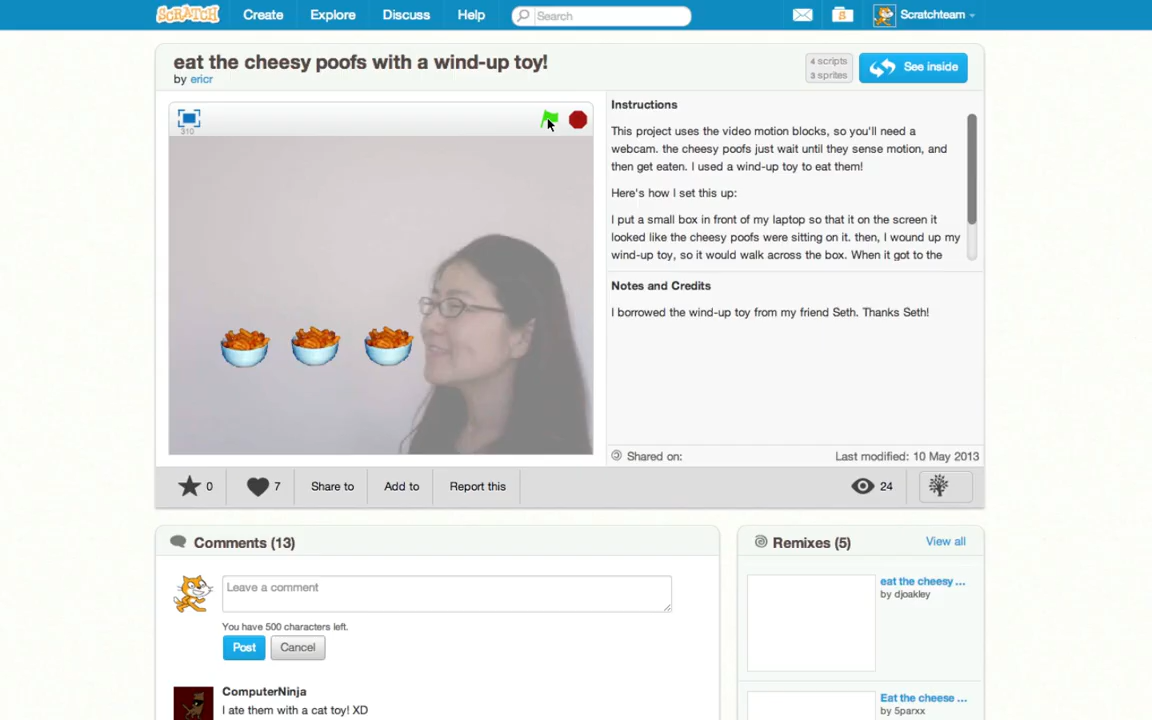 SCRATCH Create Explore Discuss Help Search Scratchteam
eat the cheesy poofs with a wind-up toy!
by ericr
4 scripts
3 sprites
See inside
310
Instructions
This project uses the video motion blocks, so you'll need a
webcam. the cheesy poofs just wait until they sense motion, and
then get eaten. I used a wind-up toy to eat them!
Here's how I set this up:
I put a small box in front of my laptop so that it on the screen it
looked like the cheesy poofs were sitting on it. then, I wound up my
wind-up toy, so it would walk across the box. When it got to the
Notes and Credits
I borrowed the wind-up toy from my friend Seth. Thanks Seth!
Shared on: Last modified: 10 May 2013
0 7 Share to Add to Report this 24
Comments (13)
Leave a comment
You have 500 characters left.
Post Cancel
ComputerNinja
I ate them with a cat toy! XD
Remixes (5) View all
eat the cheesy ...
by djoakley
Eat the cheese ...
by 5parxx